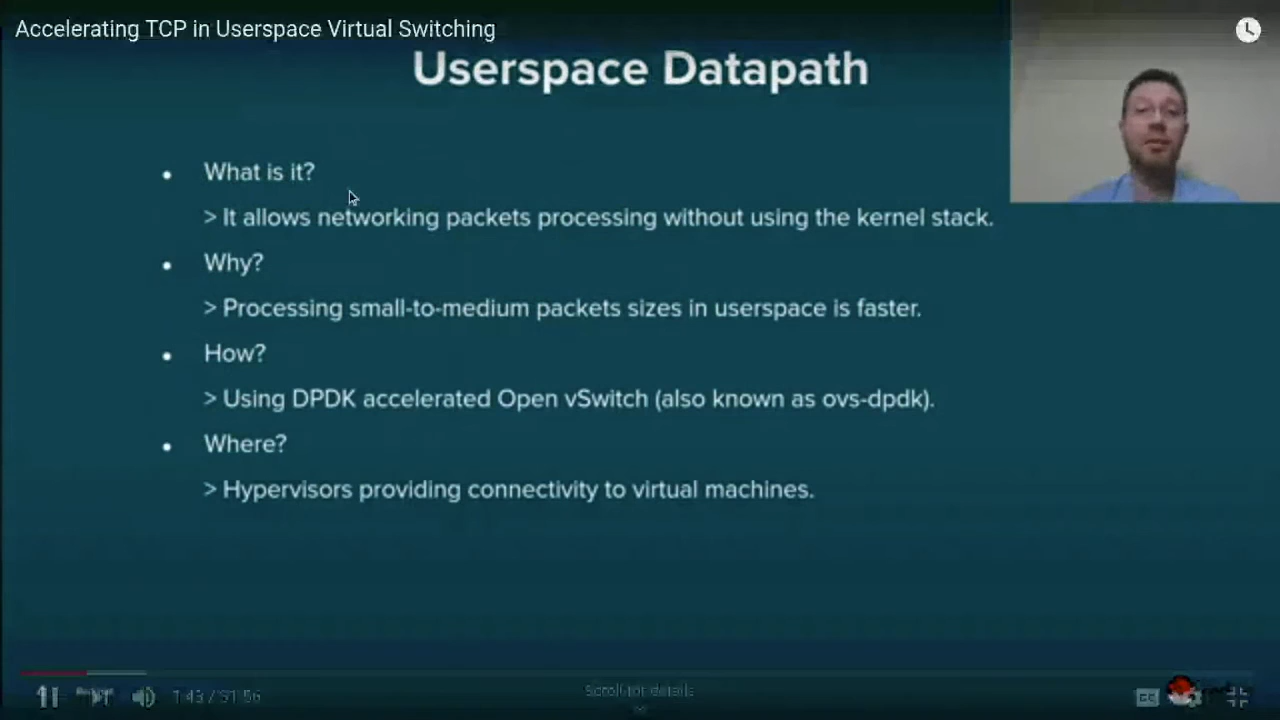 Accelerating TCP in Userspace Virtual Switching
Userspace Datapath
• What is it?
> It allows networking packets processing without using the kernel stack.
• Why?
> Processing small-to-medium packets sizes in userspace is faster.
• How?
> Using DPDK accelerated Open vSwitch (also known as ovs-dpdk).
• Where?
> Hypervisors providing connectivity to virtual machines.
1:43 / 31:56
Scroll for details
CC